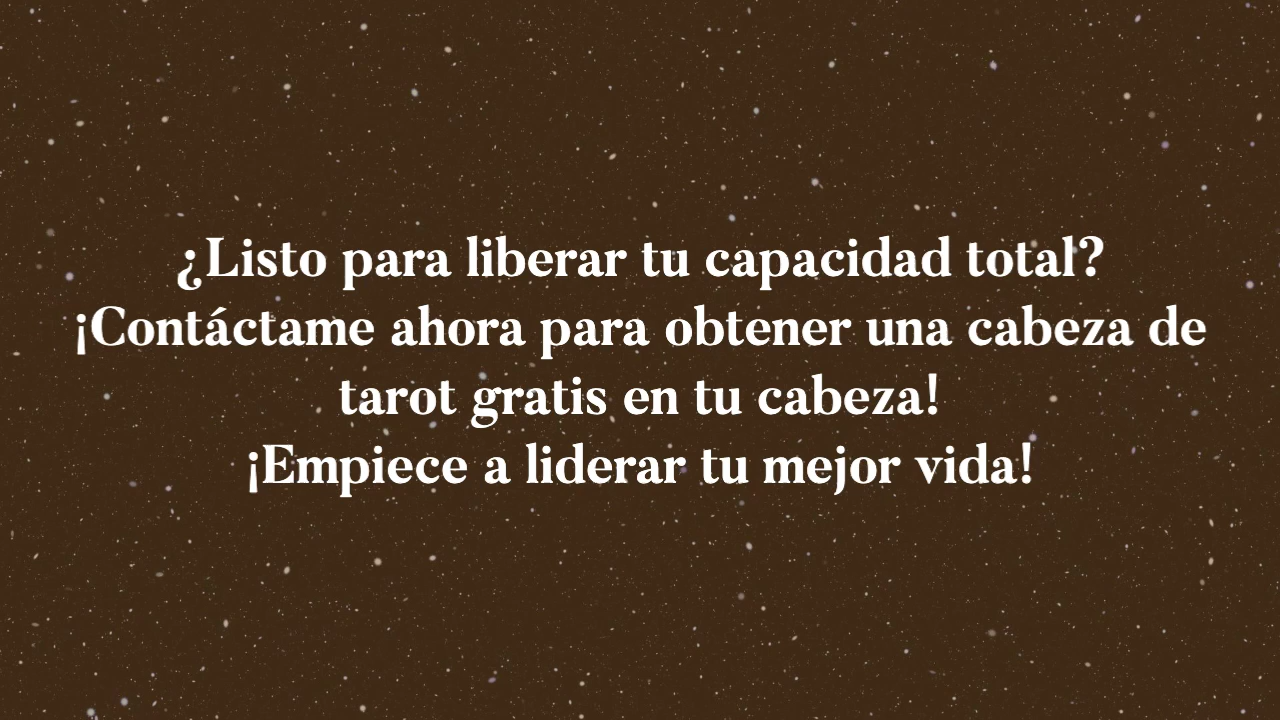 ¿Listo para liberar tu capacidad total?
¡Contáctame ahora para obtener una cabeza de
tarot gratis en tu cabeza!
¡Empiece a liderar tu mejor vida!